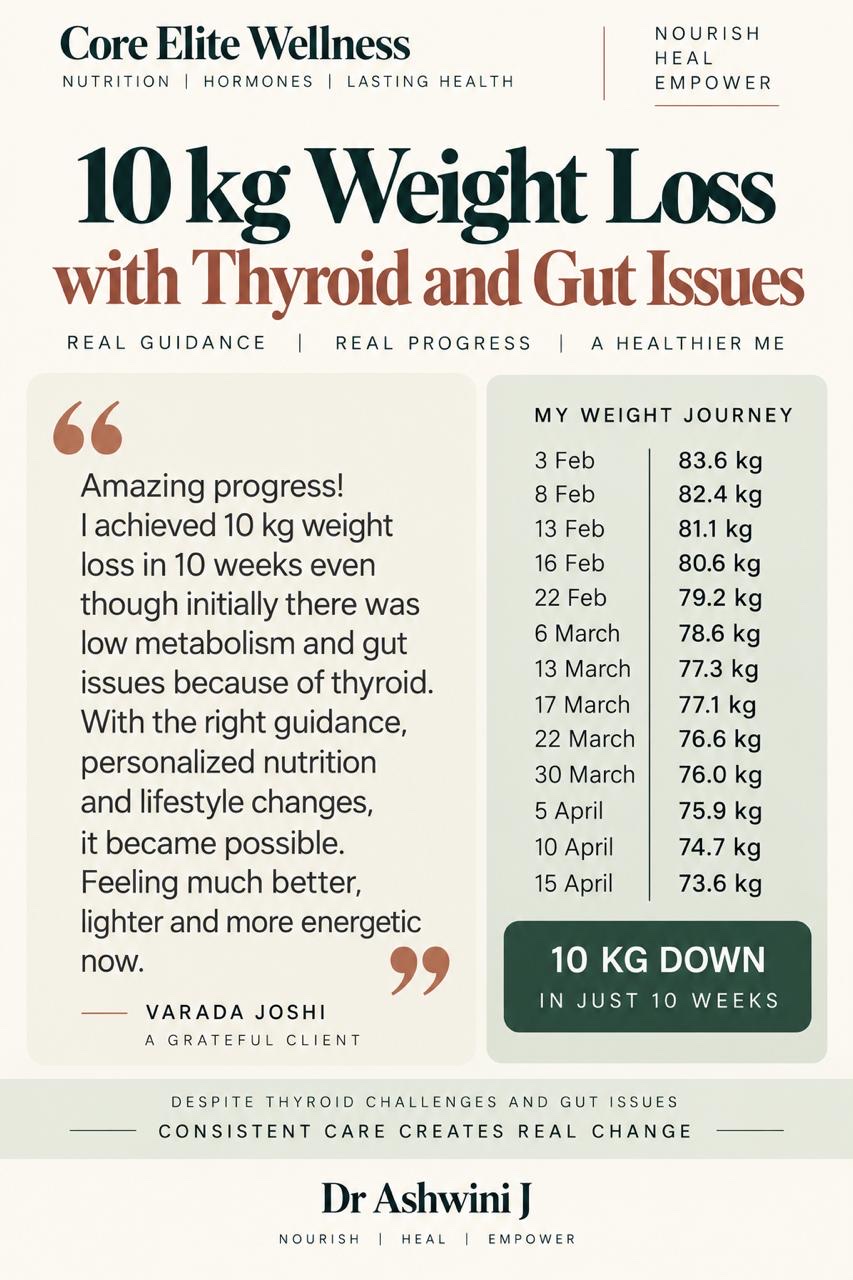 Core Elite Wellness
NUTRITION | HORMONES | LASTING HEALTH
NOURISH
HEAL
EMPOWER
10 kg Weight Loss
with Thyroid and Gut Issues
REAL GUIDANCE | REAL PROGRESS | A HEALTHIER ME
“
Amazing progress!
I achieved 10 kg weight
loss in 10 weeks even
though initially there was
low metabolism and gut
issues because of thyroid.
With the right guidance,
personalized nutrition
and lifestyle changes,
it became possible.
Feeling much better,
lighter and more energetic
now.
”
— VARADA JOSHI
A GRATEFUL CLIENT
MY WEIGHT JOURNEY
3 Feb | 83.6 kg
8 Feb | 82.4 kg
13 Feb | 81.1 kg
16 Feb | 80.6 kg
22 Feb | 79.2 kg
6 March | 78.6 kg
13 March | 77.3 kg
17 March | 77.1 kg
22 March | 76.6 kg
30 March | 76.0 kg
5 April | 75.9 kg
10 April | 74.7 kg
15 April | 73.6 kg
10 KG DOWN
IN JUST 10 WEEKS
DESPITE THYROID CHALLENGES AND GUT ISSUES
CONSISTENT CARE CREATES REAL CHANGE
Dr Ashwini J
NOURISH | HEAL | EMPOWER